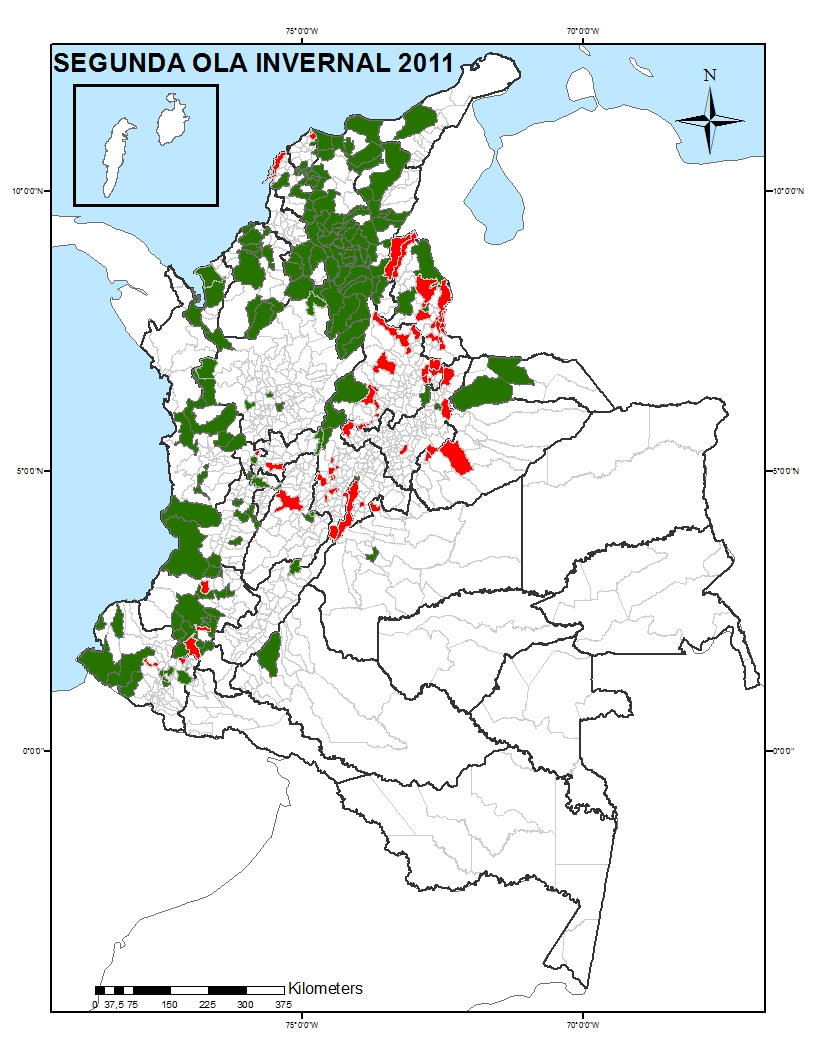 75°0'0"W 70°0'0"W
SEGUNDA OLA INVERNAL 2011
N
10°0'0"N 10°0'0"N
5°0'0"N 5°0'0"N
0°0'0" 0°0'0"
Kilometers
0 37,5 75 150 225 300 375
75°0'0"W 70°0'0"W